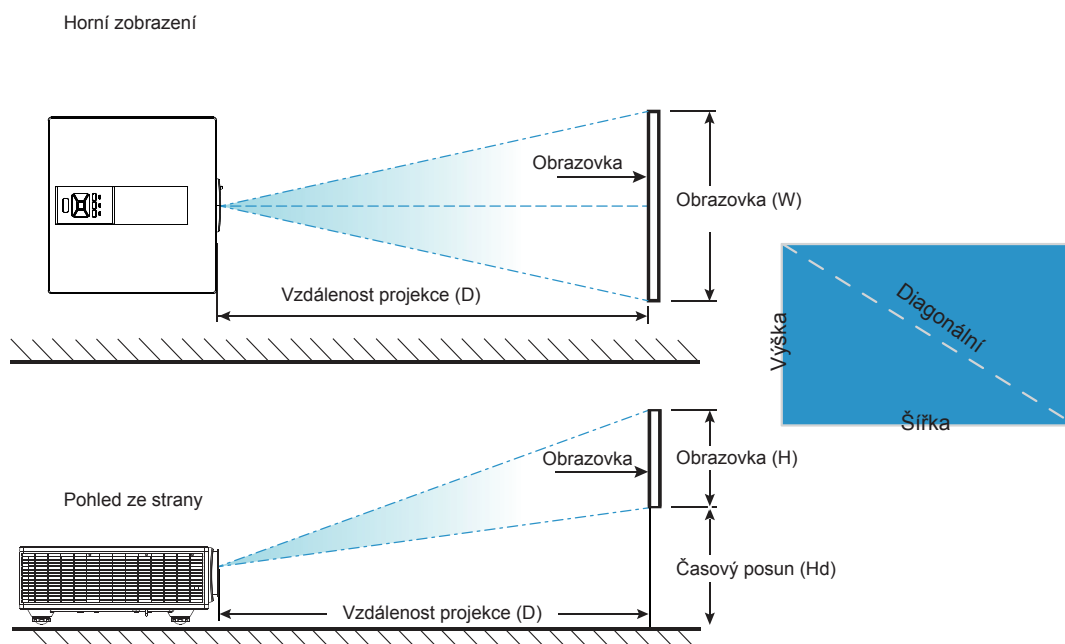 Horní zobrazení
Obrazovka
Obrazovka (W)
Vzdálenost projekce (D)
Výška
Diagonální
Šířka
Obrazovka
Obrazovka (H)
Pohled ze strany
Časový posun (Hd)
Vzdálenost projekce (D)